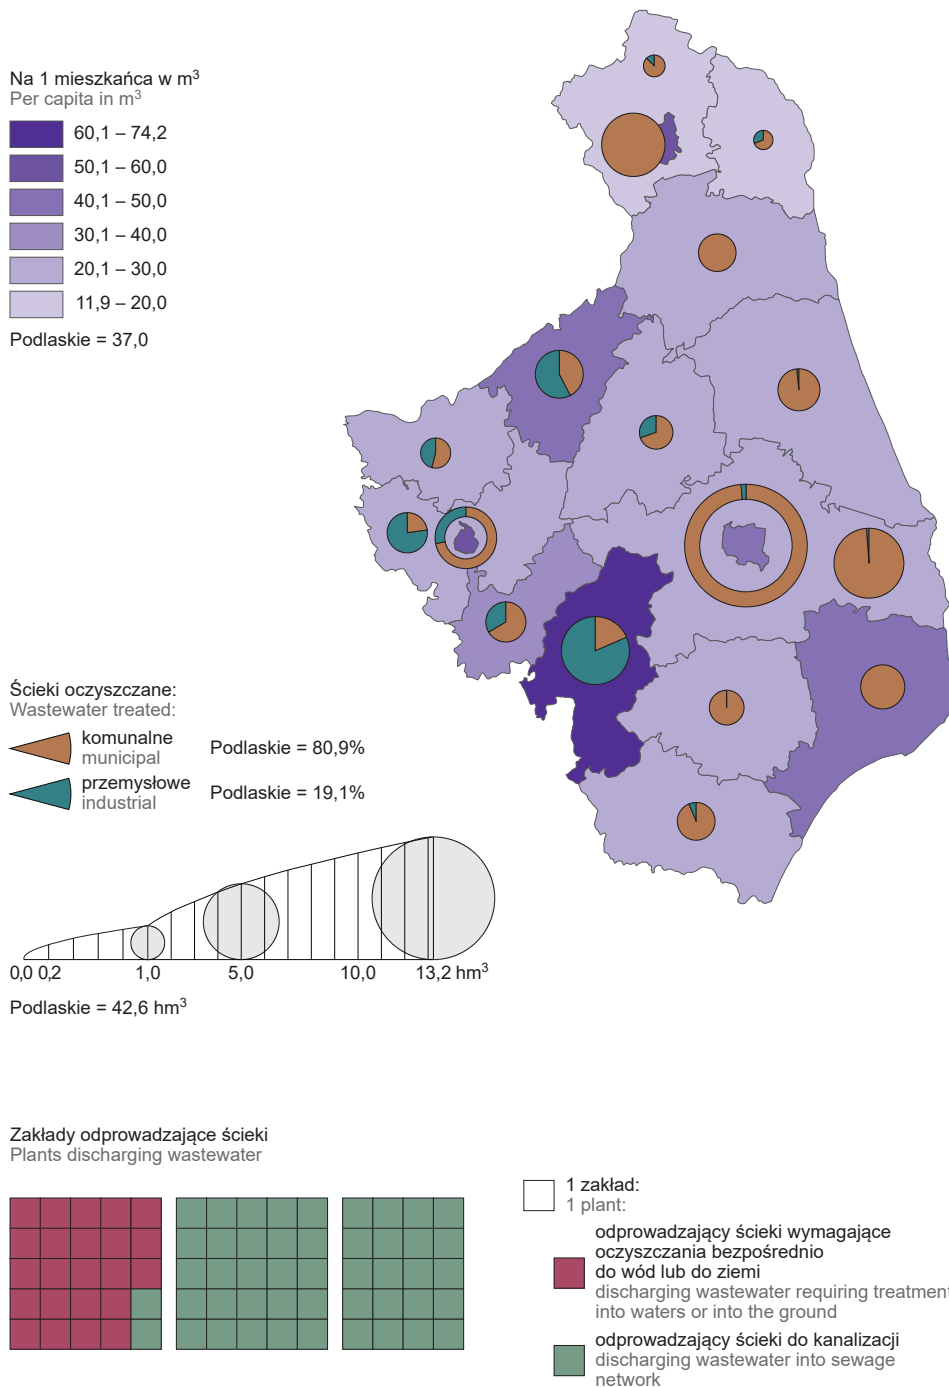 Na 1 mieszkańca w m³
Per capita in m³
60,1 – 74,2
50,1 – 60,0
40,1 – 50,0
30,1 – 40,0
20,1 – 30,0
11,9 – 20,0
Podlaskie = 37,0
Ścieki oczyszczane:
Wastewater treated:
komunalne
municipal
Podlaskie = 80,9%
przemysłowe
industrial
Podlaskie = 19,1%
0,0 0,2 1,0 5,0 10,0 13,2 hm³
Podlaskie = 42,6 hm³
Zakłady odprowadzające ścieki
Plants discharging wastewater
1 zakład:
1 plant:
odprowadzający ścieki wymagające
oczyszczania bezpośrednio
do wód lub do ziemi
discharging wastewater requiring treatment
into waters or into the ground
odprowadzający ścieki do kanalizacji
discharging wastewater into sewage
network